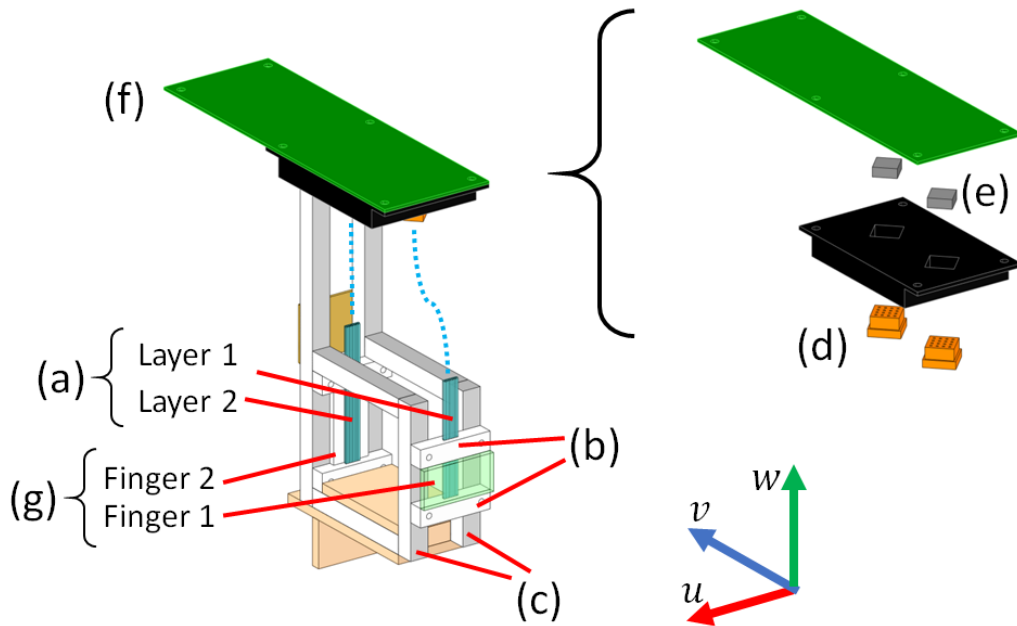 (f)
(e)
(d)
(a)
Layer 1
Layer 2
(g)
Finger 2
Finger 1
(b)
(c)
w
v
u